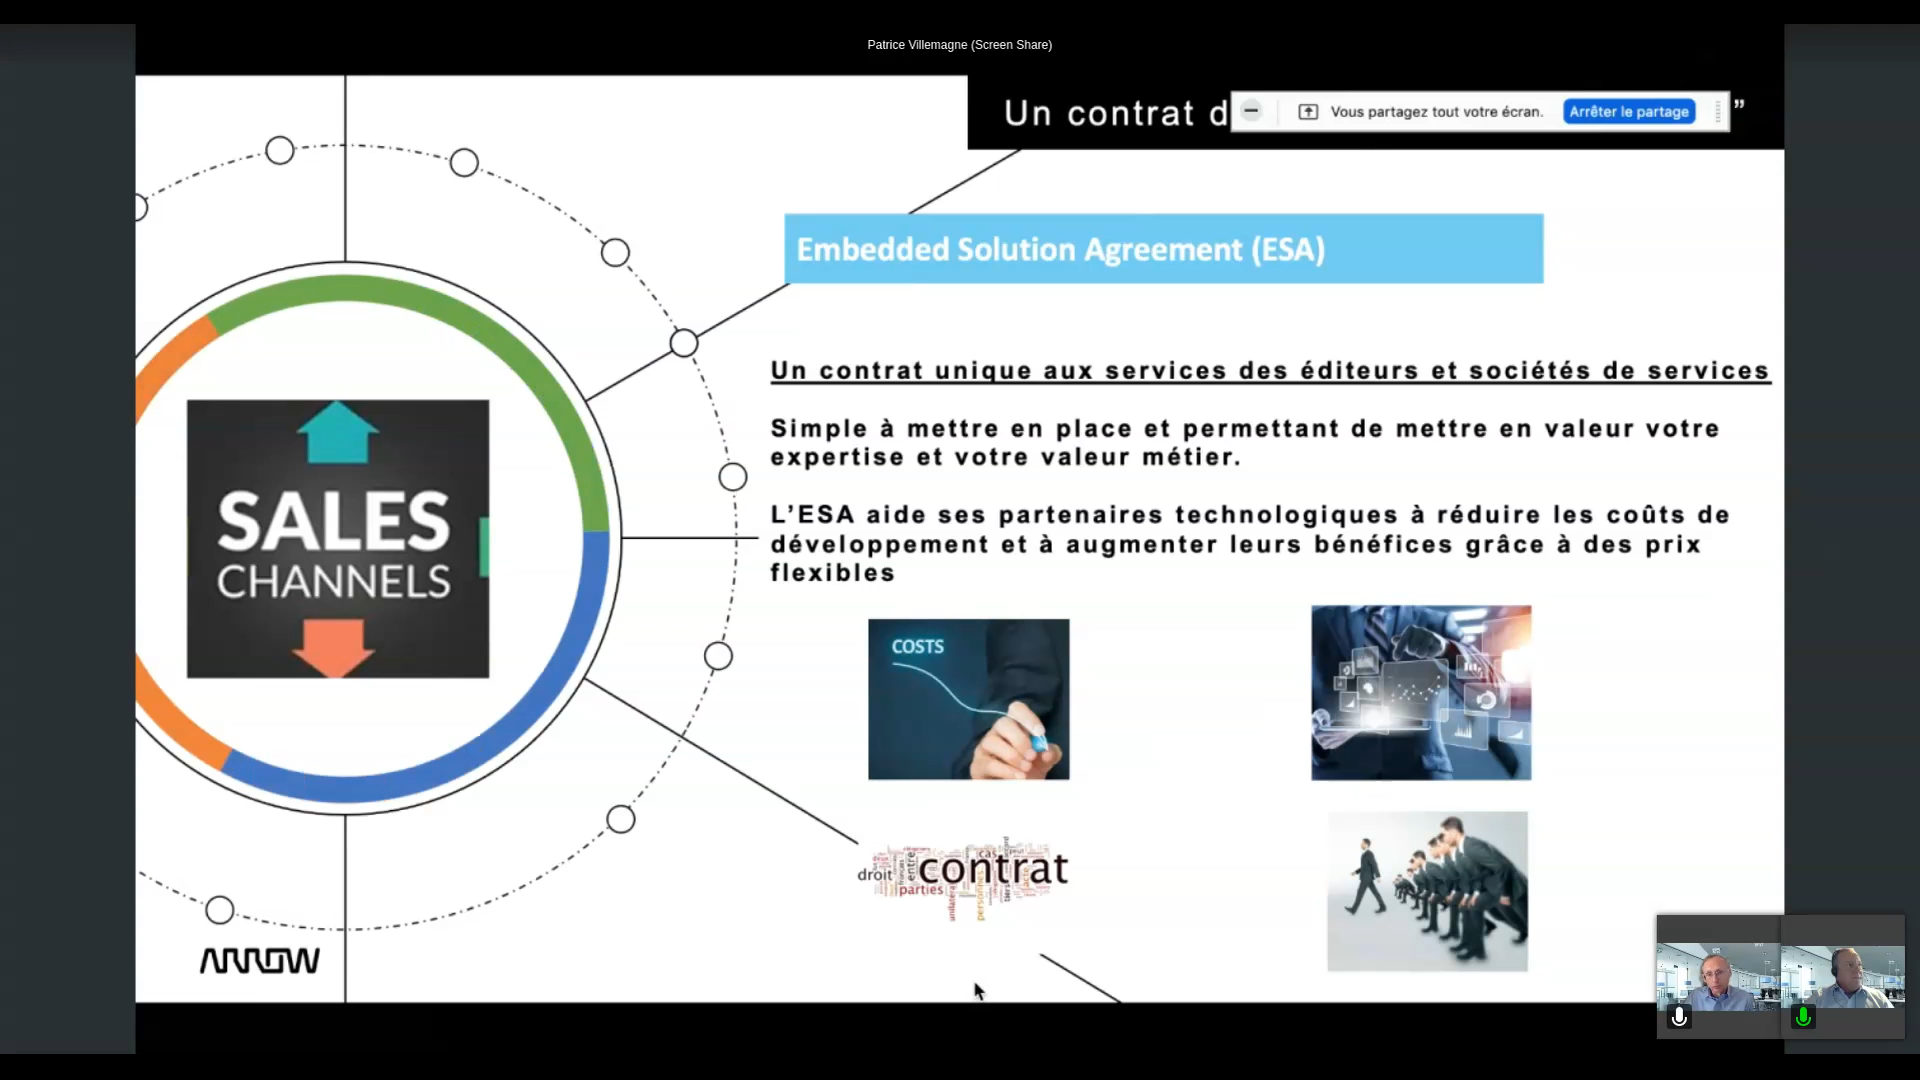 Patrice Villemagne (Screen Share)
Un contrat d
Vous partagez tout votre écran.
Arrêter le partage
”
Embedded Solution Agreement (ESA)
Un contrat unique aux services des éditeurs et sociétés de services
Simple à mettre en place et permettant de mettre en valeur votre
expertise et votre valeur métier.
L’ESA aide ses partenaires technologiques à réduire les coûts de
développement et à augmenter leurs bénéfices grâce à des prix
flexibles
SALES
CHANNELS
COSTS
contrat
droit
entre
parties
cas
unilatéral
ARROW